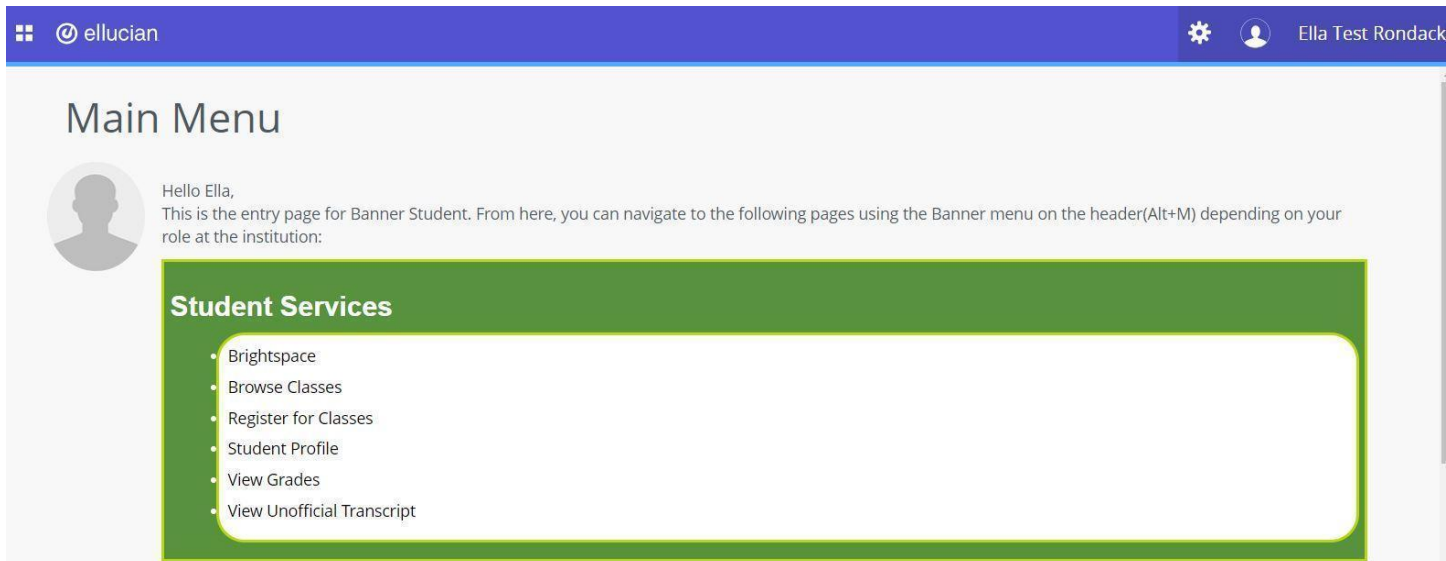 ellucian
Ella Test Rondack
Main Menu
Hello Ella,
This is the entry page for Banner Student. From here, you can navigate to the following pages using the Banner menu on the header(Alt+M) depending on your
role at the institution:
Student Services
Brightspace
Browse Classes
Register for Classes
Student Profile
View Grades
View Unofficial Transcript